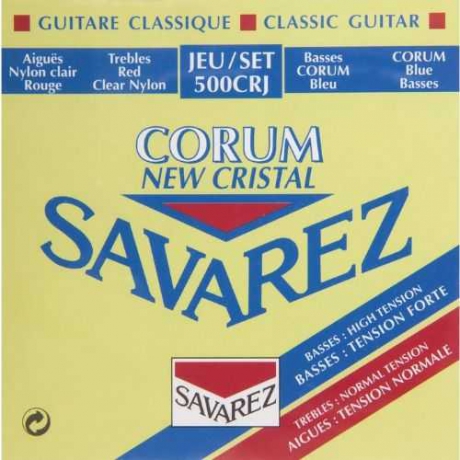 GUITARE CLASSIQUE
CLASSIC GUITAR
Aiguës
Nylon clair
Rouge
Trebles
Red
Clear Nylon
JEU/SET
500CRJ
Basses
CORUM
Bleu
CORUM
Blue
Basses
CORUM
NEW CRISTAL
SAVAREZ
BASSES : HIGH TENSION
BASSES : TENSION FORTE
SAVAREZ
TREBLES : NORMAL TENSION
AIGUES : TENSION NORMALE